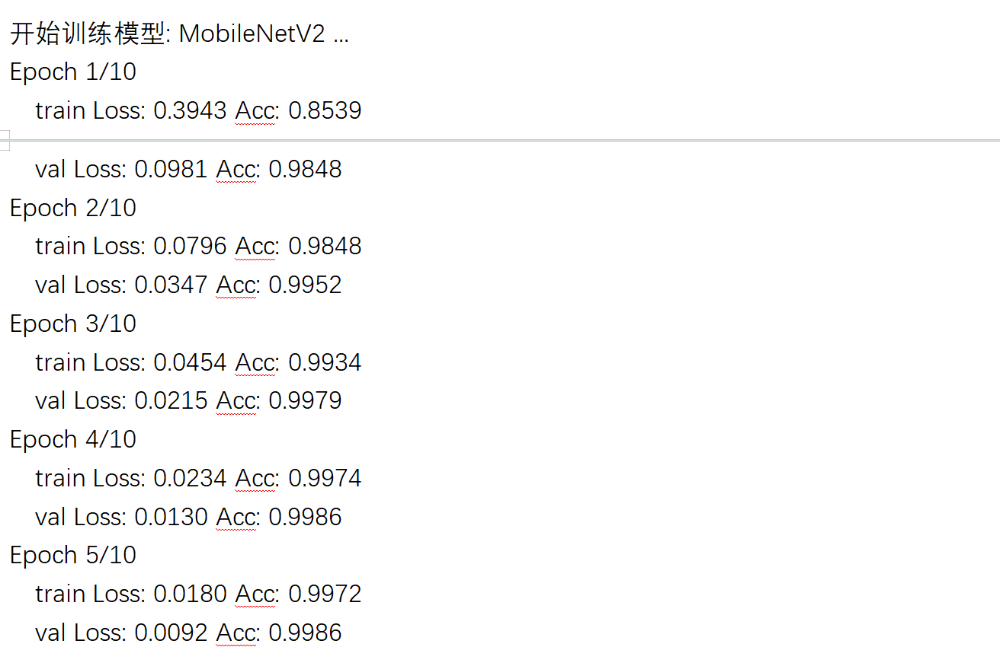 开始训练模型: MobileNetV2 ...
Epoch 1/10
train Loss: 0.3943 Acc: 0.8539
val Loss: 0.0981 Acc: 0.9848
Epoch 2/10
train Loss: 0.0796 Acc: 0.9848
val Loss: 0.0347 Acc: 0.9952
Epoch 3/10
train Loss: 0.0454 Acc: 0.9934
val Loss: 0.0215 Acc: 0.9979
Epoch 4/10
train Loss: 0.0234 Acc: 0.9974
val Loss: 0.0130 Acc: 0.9986
Epoch 5/10
train Loss: 0.0180 Acc: 0.9972
val Loss: 0.0092 Acc: 0.9986